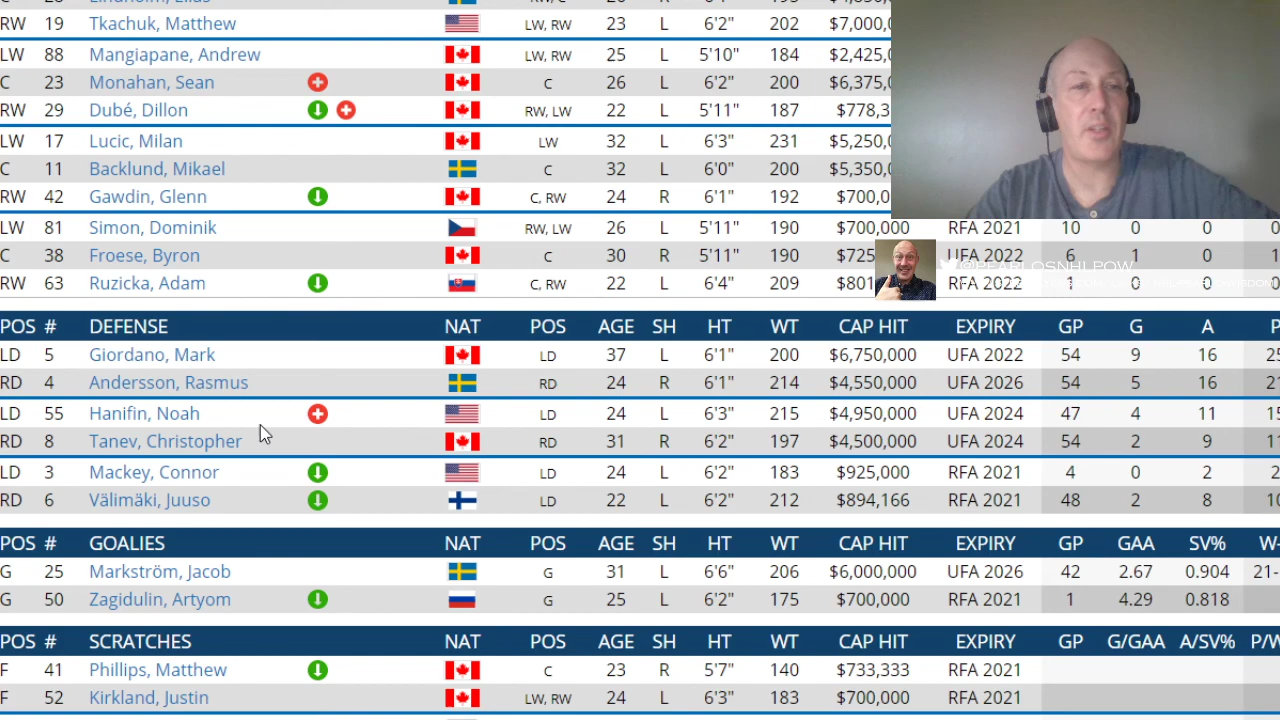 RW 19 Tkachuk, Matthew LW, RW 23 L 6'2" 202 $7,000,
LW 88 Mangiapane, Andrew LW, RW 25 L 5'10" 184 $2,425,
C 23 Monahan, Sean C 26 L 6'2" 200 $6,375,
RW 29 Dubé, Dillon RW, LW 22 L 5'11" 187 $778,3
LW 17 Lucic, Milan LW 32 L 6'3" 231 $5,250,
C 11 Backlund, Mikael C 32 L 6'0" 200 $5,350,
RW 42 Gawdin, Glenn C, RW 24 R 6'1" 192 $700,
LW 81 Simon, Dominik RW, LW 26 L 5'11" 190 $700,000 RFA 2021 10 0 0 0
C 38 Froese, Byron C 30 R 5'11" 190 $725 UFA 2022 6 1 0 1
@PEARLOSNHLPOW
RW 63 Ruzicka, Adam C, RW 22 L 6'4" 209 $801 RFA 2022 1 0 0
POS # DEFENSE NAT POS AGE SH HT WT CAP HIT EXPIRY GP G A P
LD 5 Giordano, Mark LD 37 L 6'1" 200 $6,750,000 UFA 2022 54 9 16 25
RD 4 Andersson, Rasmus RD 24 R 6'1" 214 $4,550,000 UFA 2026 54 5 16 21
LD 55 Hanifin, Noah LD 24 L 6'3" 215 $4,950,000 UFA 2024 47 4 11 15
RD 8 Tanev, Christopher RD 31 R 6'2" 197 $4,500,000 UFA 2024 54 2 9 11
LD 3 Mackey, Connor LD 24 L 6'2" 183 $925,000 RFA 2021 4 0 2 2
RD 6 Välimäki, Juuso LD 22 L 6'2" 212 $894,166 RFA 2021 48 2 8 10
POS # GOALIES NAT POS AGE SH HT WT CAP HIT EXPIRY GP GAA SV% W-
G 25 Markström, Jacob G 31 L 6'6" 206 $6,000,000 UFA 2026 42 2.67 0.904 21-
G 50 Zagidulin, Artyom G 25 L 6'2" 175 $700,000 RFA 2021 1 4.29 0.818
POS # SCRATCHES NAT POS AGE SH HT WT CAP HIT EXPIRY GP G/GAA A/SV% P/W
F 41 Phillips, Matthew C 23 R 5'7" 140 $733,333 RFA 2021
F 52 Kirkland, Justin LW, RW 24 L 6'3" 183 $700,000 RFA 2021